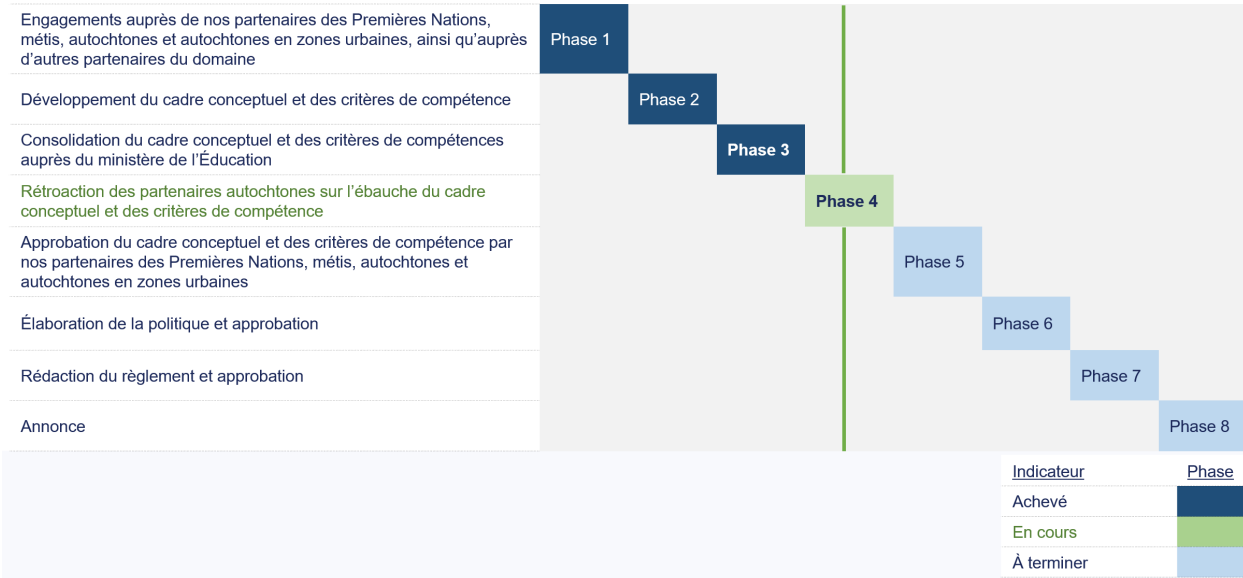 Engagements auprès de nos partenaires des Premières Nations,
métis, autochtones et autochtones en zones urbaines, ainsi qu'auprès
d'autres partenaires du domaine
Phase 1
Développement du cadre conceptuel et des critères de compétence
Phase 2
Consolidation du cadre conceptuel et des critères de compétences
auprès du ministère de l'Éducation
Phase 3
Rétroaction des partenaires autochtones sur l'ébauche du cadre
conceptuel et des critères de compétence
Phase 4
Approbation du cadre conceptuel et des critères de compétence par
nos partenaires des Premières Nations, métis, autochtones et
autochtones en zones urbaines
Phase 5
Élaboration de la politique et approbation
Phase 6
Rédaction du règlement et approbation
Phase 7
Annonce
Phase 8
Indicateur Phase
Achevé
En cours
À terminer